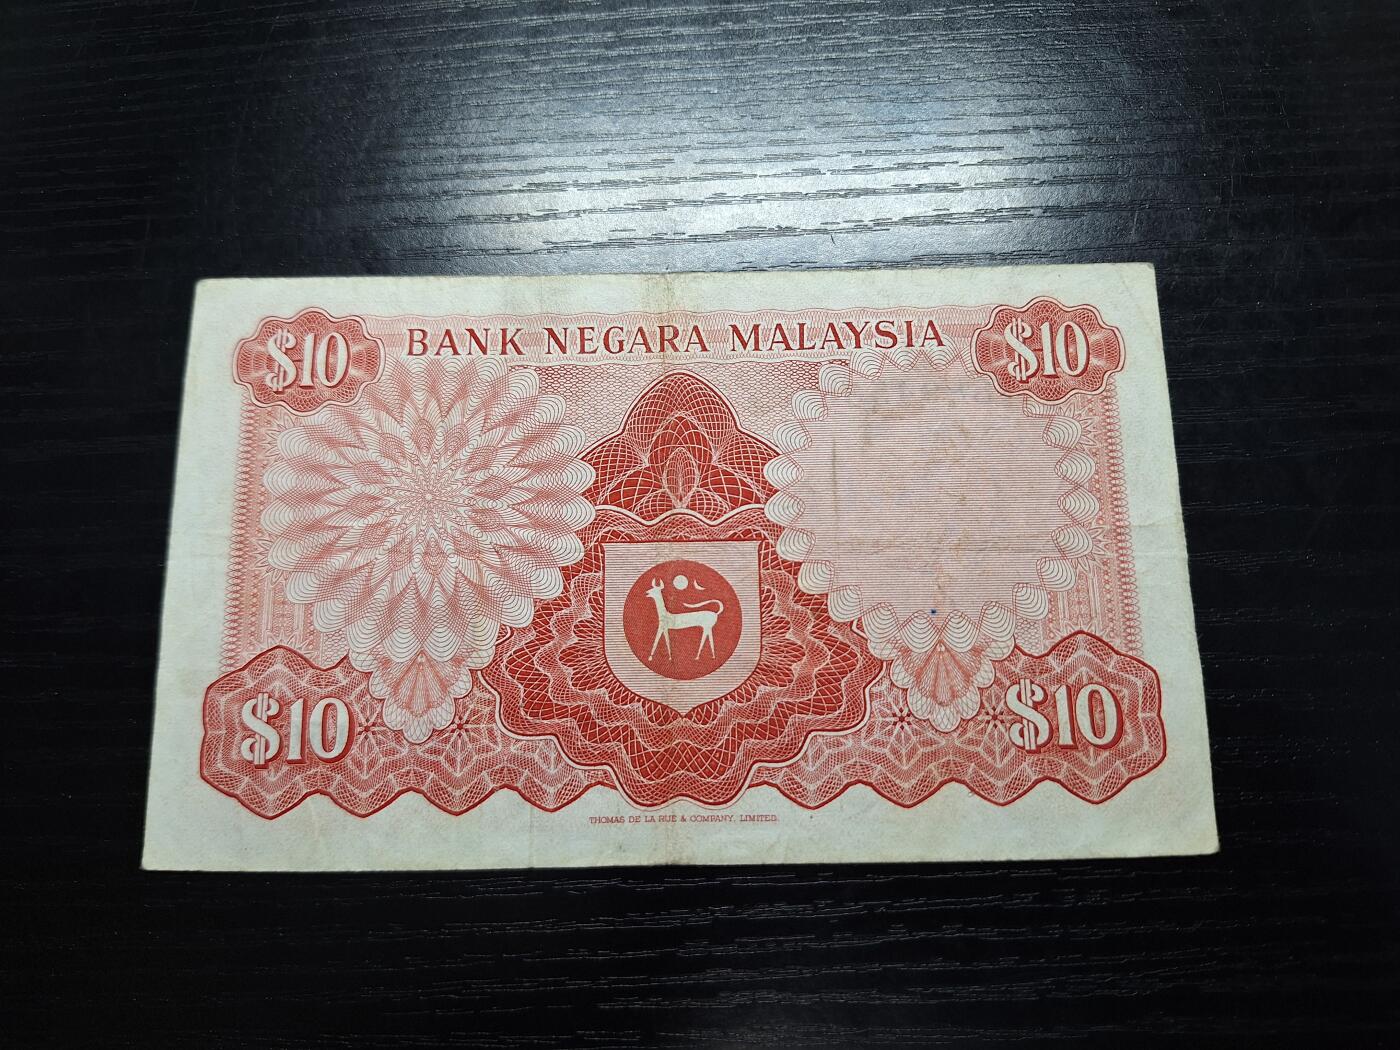 $10 BANK NEGARA MALAYSIA $10
$10 $10
THOMAS DE LA RUE & COMPANY, LIMITED.